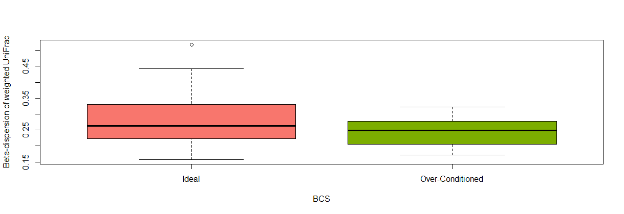 Beta-dispersion of weighted UniFrac
0.45
0.35
0.25
0.15
Ideal
Over Conditioned
BCS